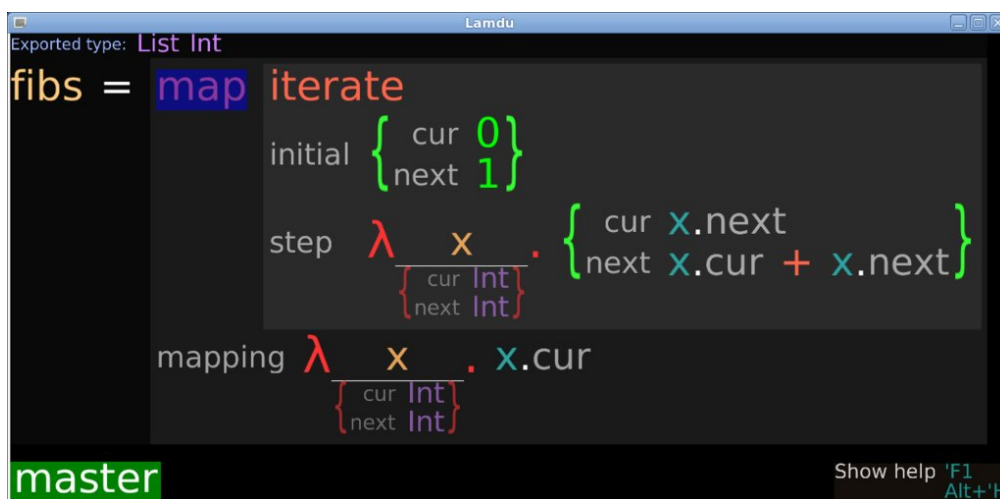 Lamdu
Exported type: List Int
fibs = map iterate
initial { cur 0
next 1 }
step λ x . { cur x.next
next x.cur + x.next }
{ cur Int
next Int }
mapping λ x . x.cur
{ cur Int
next Int }
master
Show help 'F1